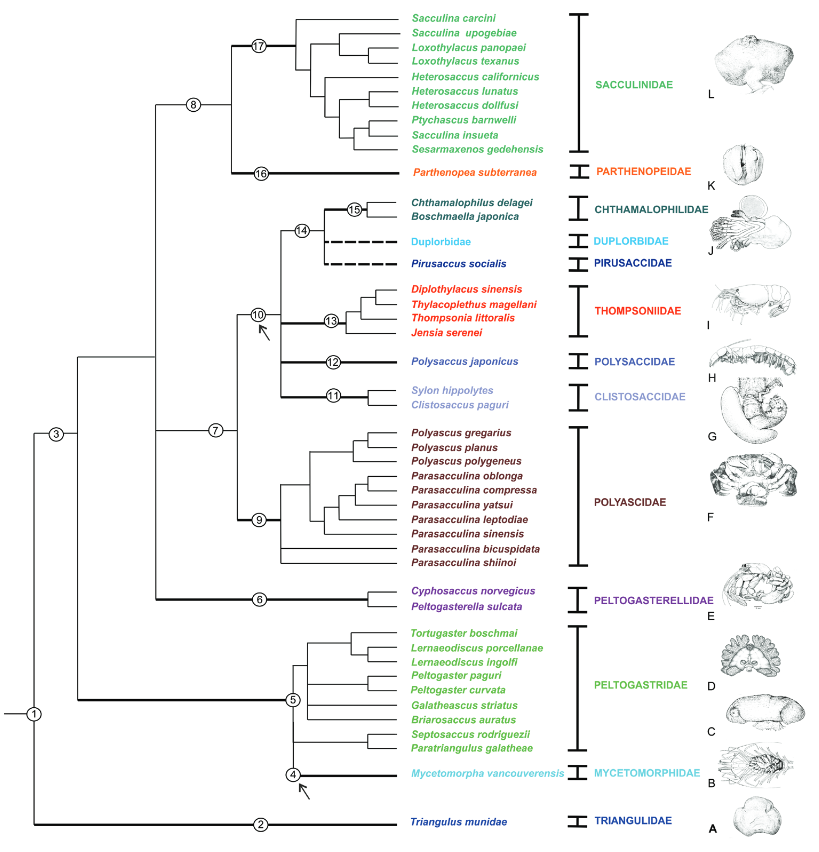 Sacculina carcini
17
Sacculina upogebiae
Loxothylacus panopaei
Loxothylacus texanus
Heterosaccus californicus
SACCULINIDAE
L
Heterosaccus lunatus
8
Heterosaccus dollfusi
Ptychascus barnwelli
Sacculina insueta
Sesarmaxenos gedehensis
16
Parthenopea subterranea
PARTHENOPEIDAE
K
Chthamalophilus delagei
15
CHTHAMALOPHILIDAE
Boschmaella japonica
14
Duplorbidae
DUPLORBIDAE
J
Pirusaccus socialis
PIRUSACCIDAE
Diplothylacus sinensis
Thylacoplethus magellani
10
THOMPSONIIDAE
13
Thompsonia littoralis
I
Jensia serenei
12
Polysaccus japonicus
POLYSACCIDAE
H
Sylon hippolytes
11
CLISTOSACCIDAE
Clistosaccus paguri
7
Polyascus gregarius
G
Polyascus planus
3
Polyascus polygeneus
Parasacculina oblonga
Parasacculina compressa
POLYASCIDAE
Parasacculina yatsui
9
Parasacculina leptodiae
F
Parasacculina sinensis
Parasacculina bicuspidata
Parasacculina shiinoi
Cyphosaccus norvegicus
6
PELTOGASTERELLIDAE
Peltogasterella sulcata
E
Tortugaster boschmai
Lernaeodiscus porcellanae
Lernaeodiscus ingolfi
Peltogaster paguri
PELTOGASTRIDAE
D
Peltogaster curvata
5
Galatheascus striatus
1
Briarosaccus auratus
Septosaccus rodriguezii
C
Paratriangulus galatheae
4
Mycetomorpha vancouverensis
MYCETOMORPHIDAE
B
2
Triangulus munidae
TRIANGULIDAE
A